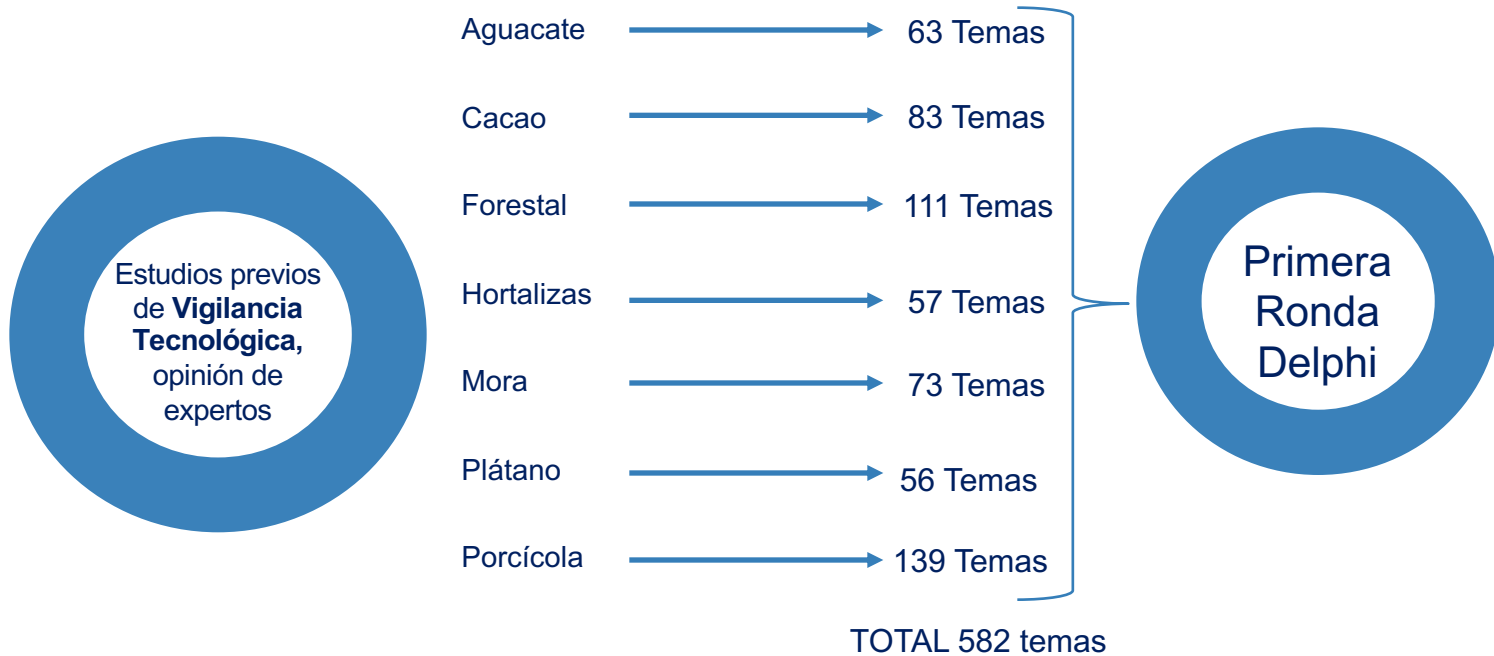 Estudios previos
de Vigilancia
Tecnológica,
opinión de
expertos
Aguacate 63 Temas
Cacao 83 Temas
Forestal 111 Temas
Hortalizas 57 Temas
Mora 73 Temas
Plátano 56 Temas
Porcícola 139 Temas
TOTAL 582 temas
Primera
Ronda
Delphi